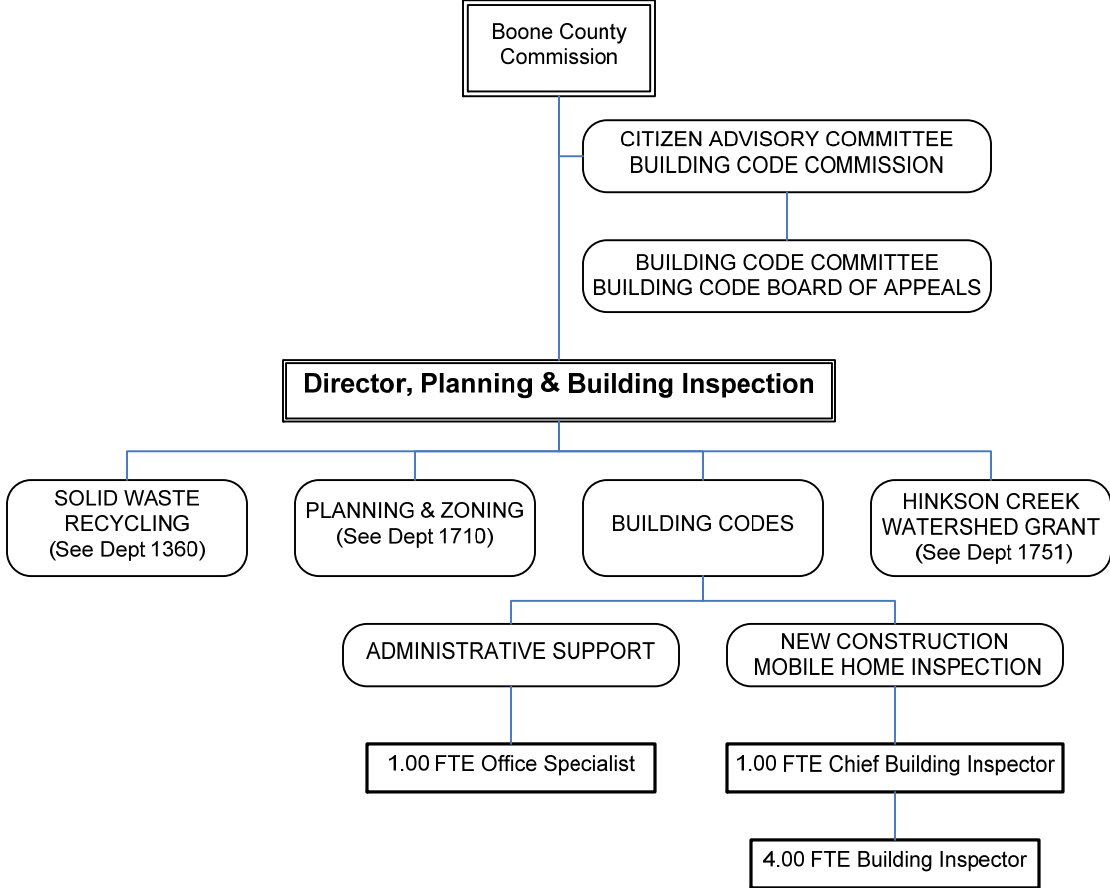 Boone County
Commission
CITIZEN ADVISORY COMMITTEE
BUILDING CODE COMMISSION
BUILDING CODE COMMITTEE
BUILDING CODE BOARD OF APPEALS
Director, Planning & Building Inspection
SOLID WASTE
RECYCLING
(See Dept 1360)
PLANNING & ZONING
(See Dept 1710)
BUILDING CODES
HINKSON CREEK
WATERSHED GRANT
(See Dept 1751)
ADMINISTRATIVE SUPPORT
NEW CONSTRUCTION
MOBILE HOME INSPECTION
1.00 FTE Office Specialist
1.00 FTE Chief Building Inspector
4.00 FTE Building Inspector